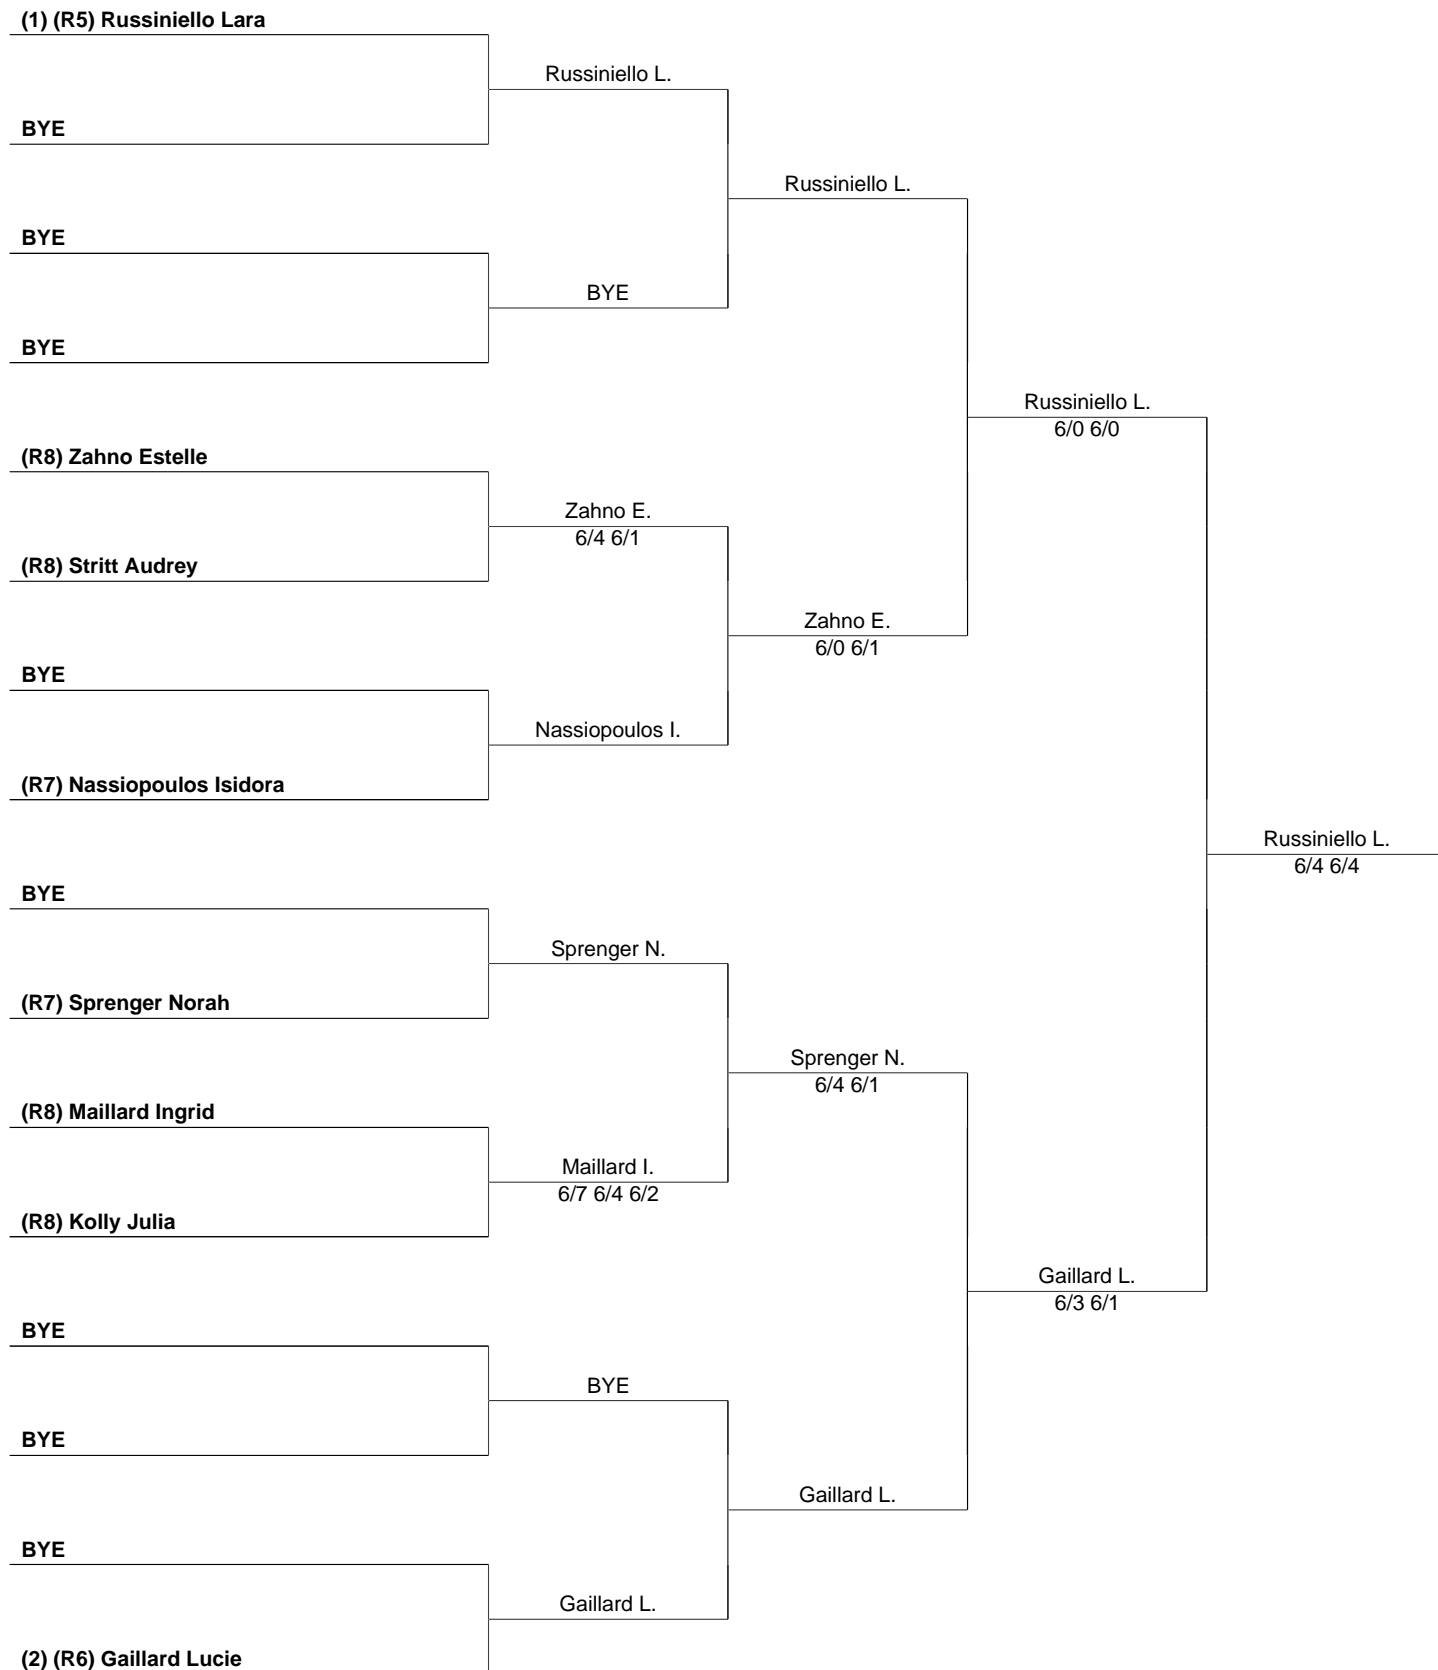 (1) (R5) Russiniello Lara
Russiniello L.
BYE
Russiniello L.
BYE
BYE
BYE
Russiniello L.
6/0 6/0
(R8) Zahno Estelle
Zahno E.
6/4 6/1
(R8) Stritt Audrey
Zahno E.
6/0 6/1
BYE
Nassiopoulos I.
(R7) Nassiopoulos Isidora
Russiniello L.
6/4 6/4
BYE
Sprenger N.
(R7) Sprenger Norah
Sprenger N.
6/4 6/1
(R8) Maillard Ingrid
Maillard I.
6/7 6/4 6/2
(R8) Kolly Julia
Gaillard L.
6/3 6/1
BYE
BYE
BYE
Gaillard L.
BYE
Gaillard L.
(2) (R6) Gaillard Lucie